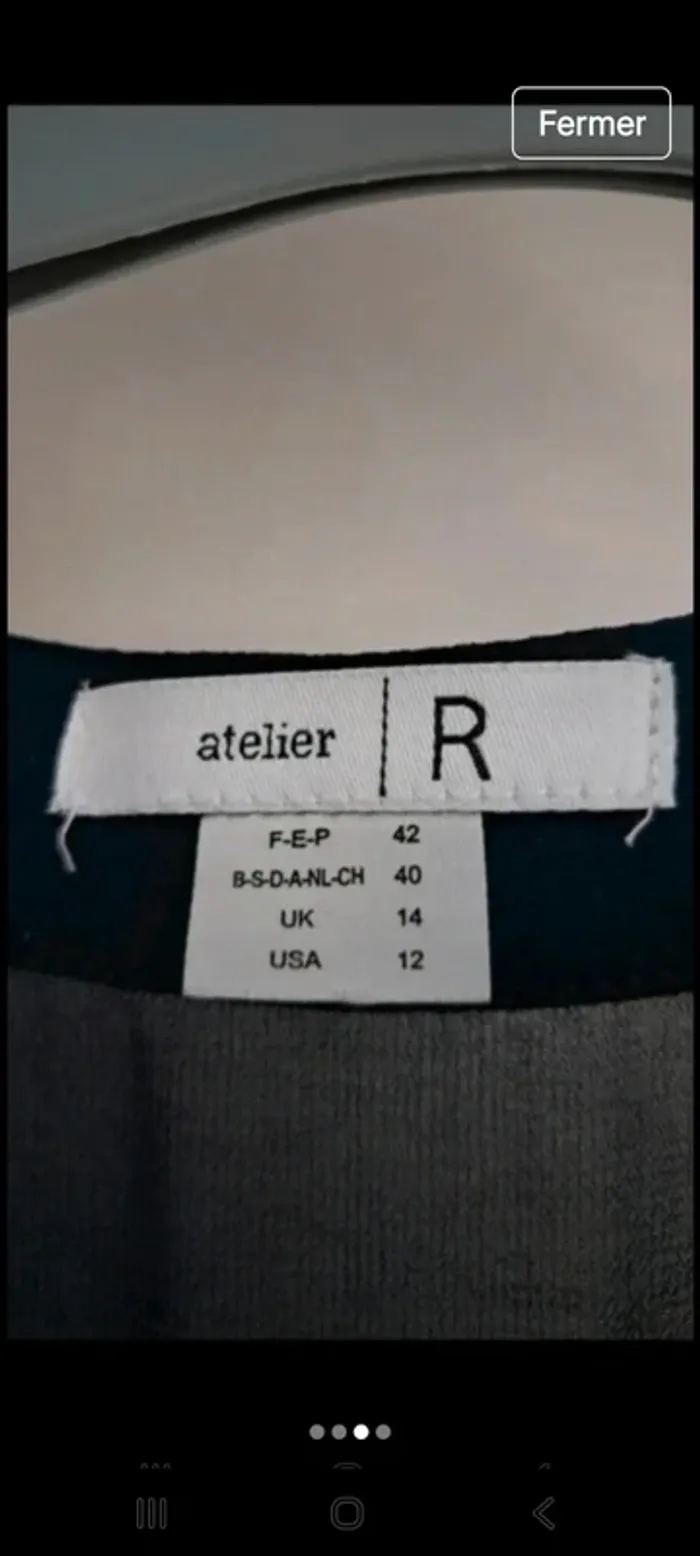 Fermer
atelier | R
F-E-P 42
B-S-D-A-NL-CH 40
UK 14
USA 12